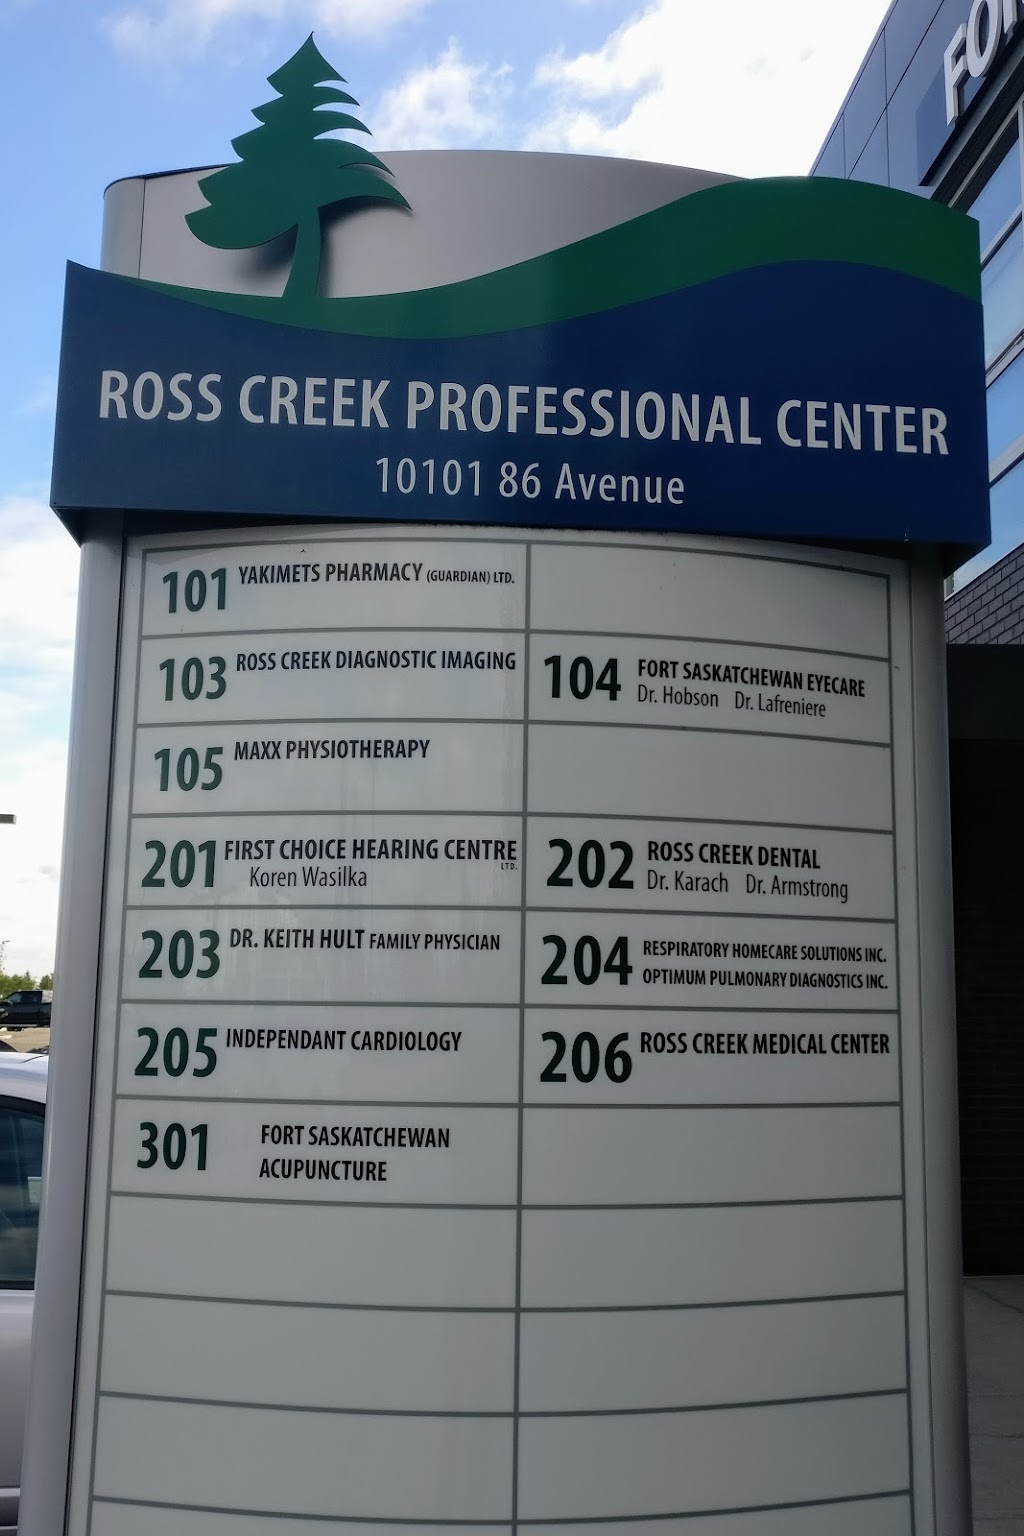 FO
ROSS CREEK PROFESSIONAL CENTER
10101 86 Avenue
101 YAKIMETS PHARMACY (GUARDIAN) LTD.
103 ROSS CREEK DIAGNOSTIC IMAGING
104 FORT SASKATCHEWAN EYECARE
Dr. Hobson Dr. Lafreniere
105 MAXX PHYSIOTHERAPY
201 FIRST CHOICE HEARING CENTRE LTD.
Koren Wasilka
202 ROSS CREEK DENTAL
Dr. Karach Dr. Armstrong
203 DR. KEITH HULT FAMILY PHYSICIAN
204 RESPIRATORY HOMECARE SOLUTIONS INC.
OPTIMUM PULMONARY DIAGNOSTICS INC.
205 INDEPENDANT CARDIOLOGY
206 ROSS CREEK MEDICAL CENTER
301 FORT SASKATCHEWAN
ACUPUNCTURE